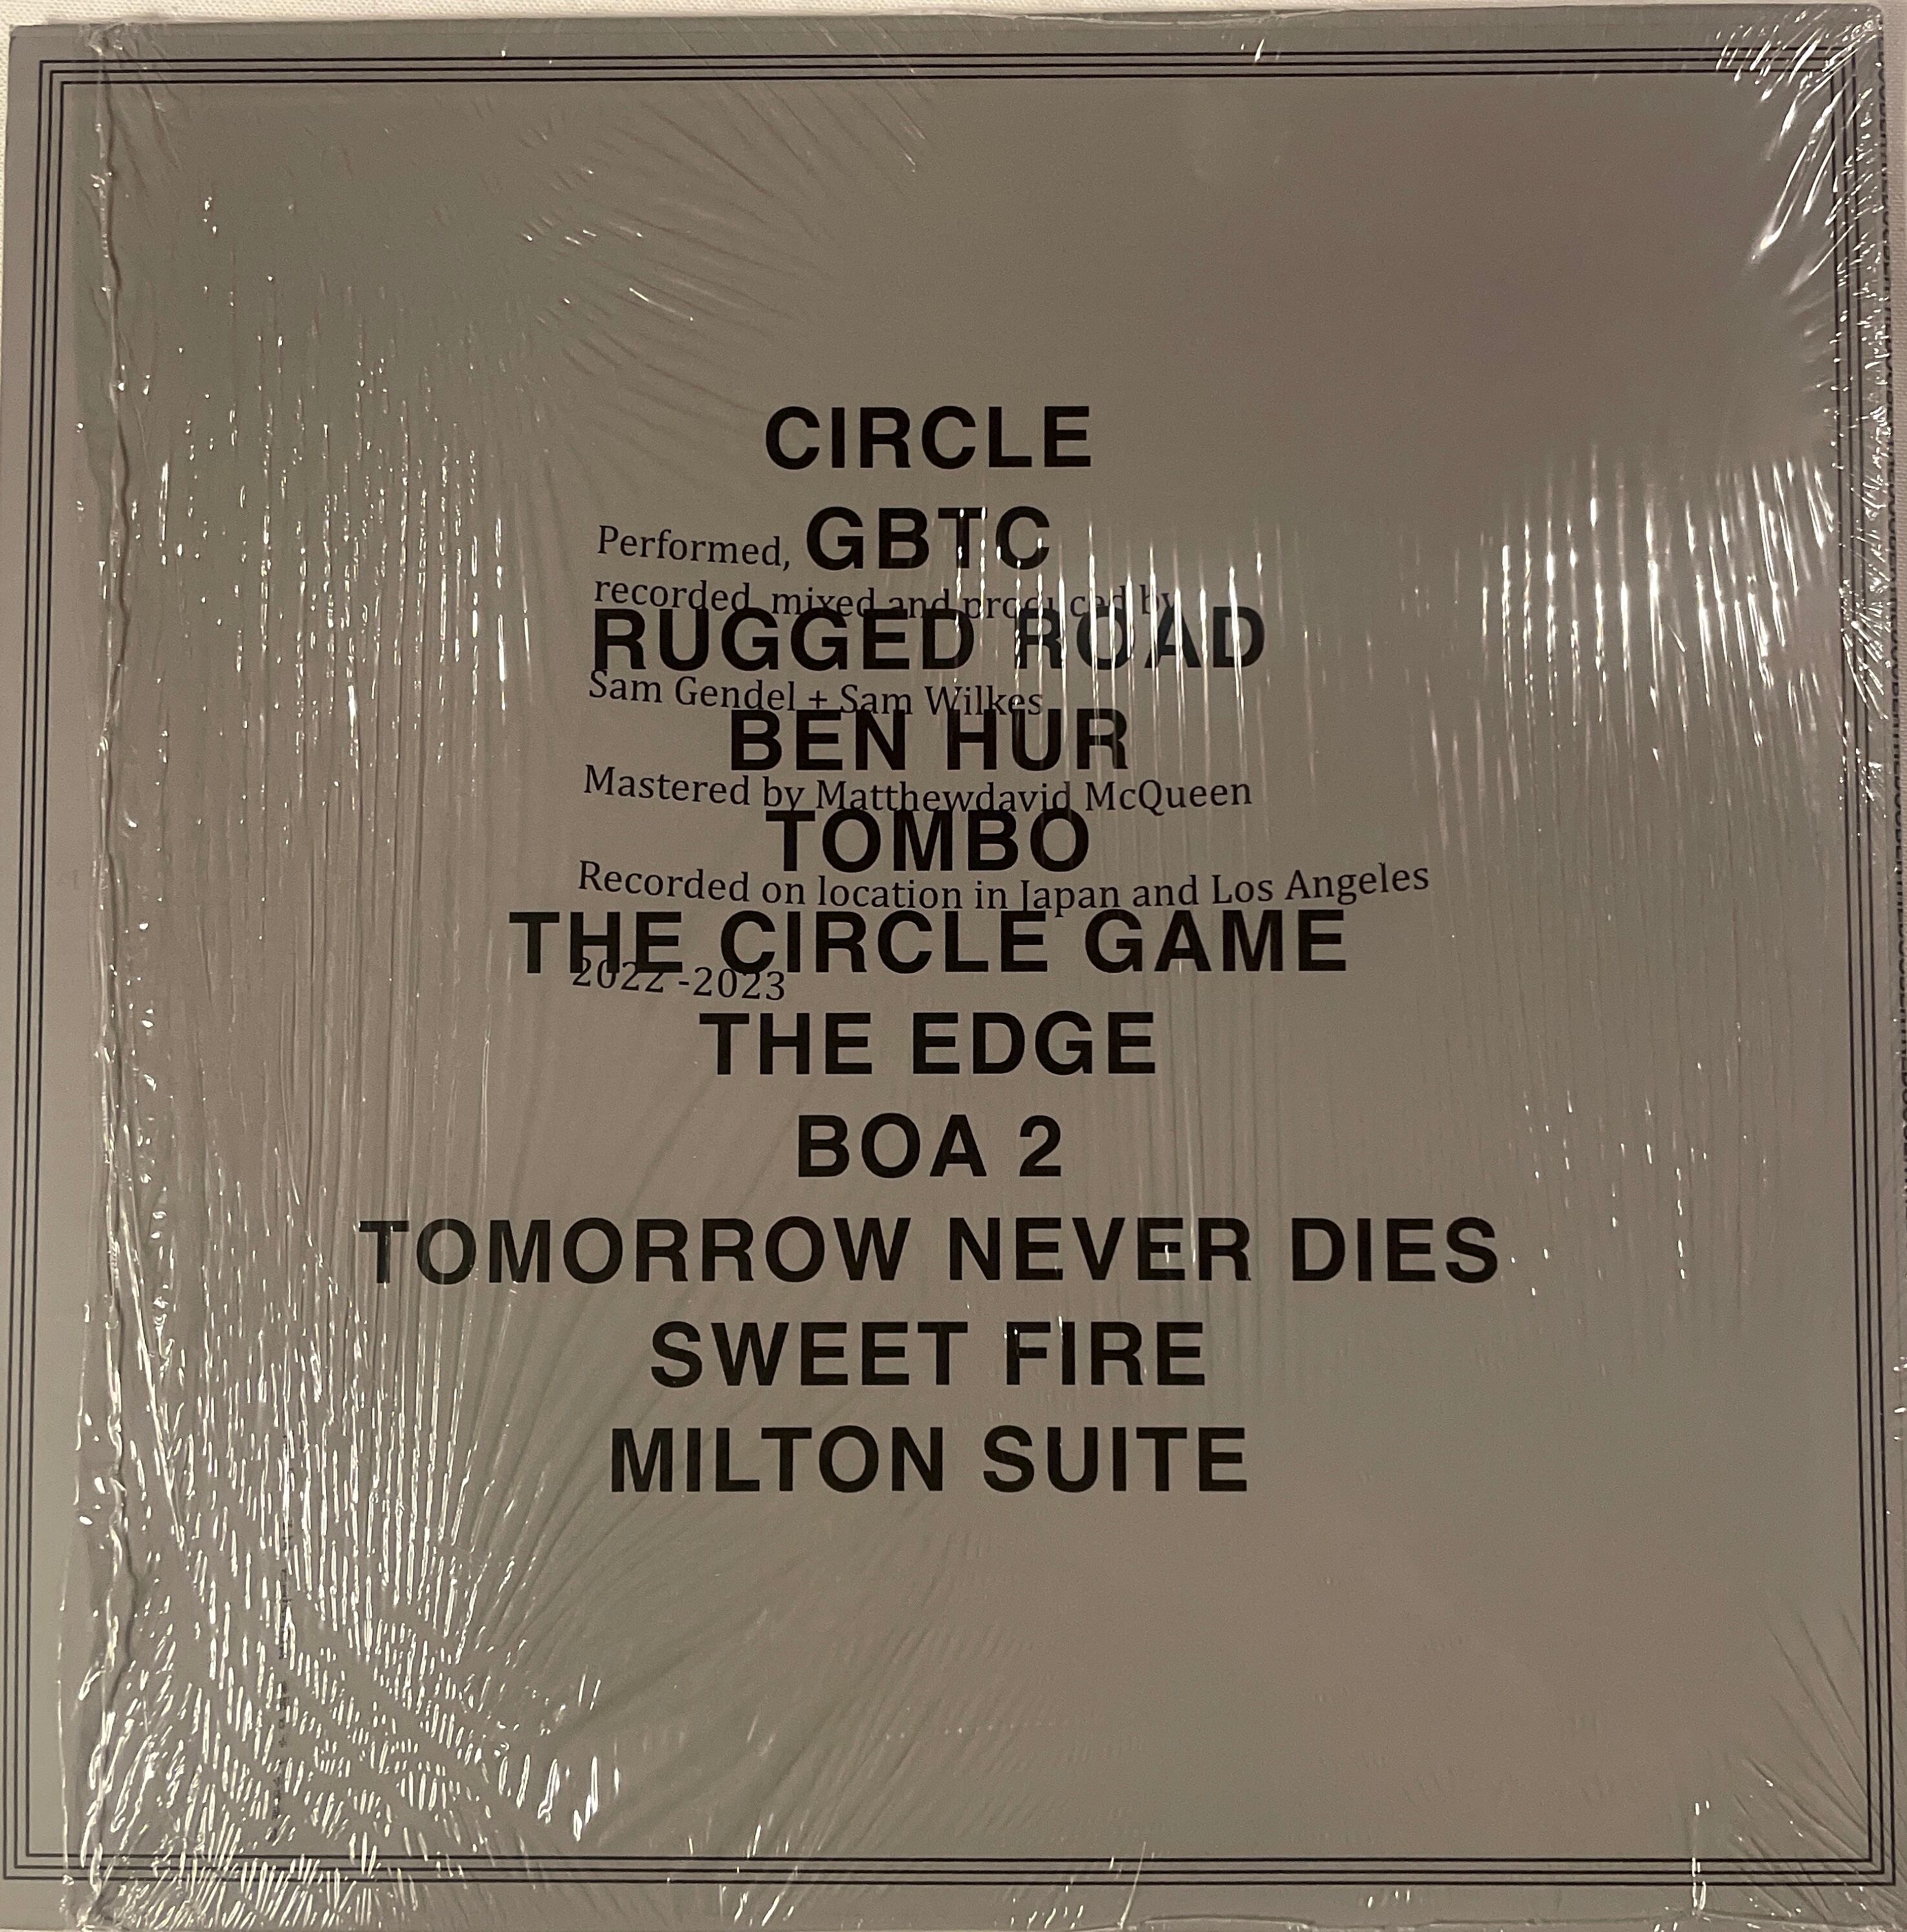 CIRCLE
GBTC
Performed,
recorded, mixed and produced by
RUGGED ROAD
Sam Gendel + Sam Wilkes
BEN HUR
Mastered by Matthewdavid McQueen
TOMBO
Recorded on location in Japan and Los Angeles
THE CIRCLE GAME
2022 -2023
THE EDGE
BOA 2
TOMORROW NEVER DIES
SWEET FIRE
MILTON SUITE